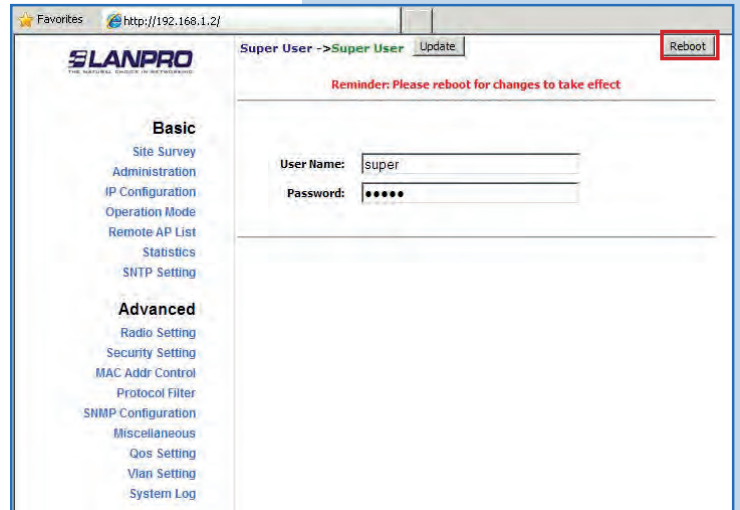 Favorites http://192.168.1.2/
LANPRO
THE NATURAL CHOICE IN NETWORKING
Super User ->Super User Update Reboot
Reminder: Please reboot for changes to take effect
Basic
Site Survey
Administration
IP Configuration
Operation Mode
Remote AP List
Statistics
SNTP Setting
Advanced
Radio Setting
Security Setting
MAC Addr Control
Protocol Filter
SNMP Configuration
Miscellaneous
Qos Setting
Vlan Setting
System Log
User Name: super
Password: •••••